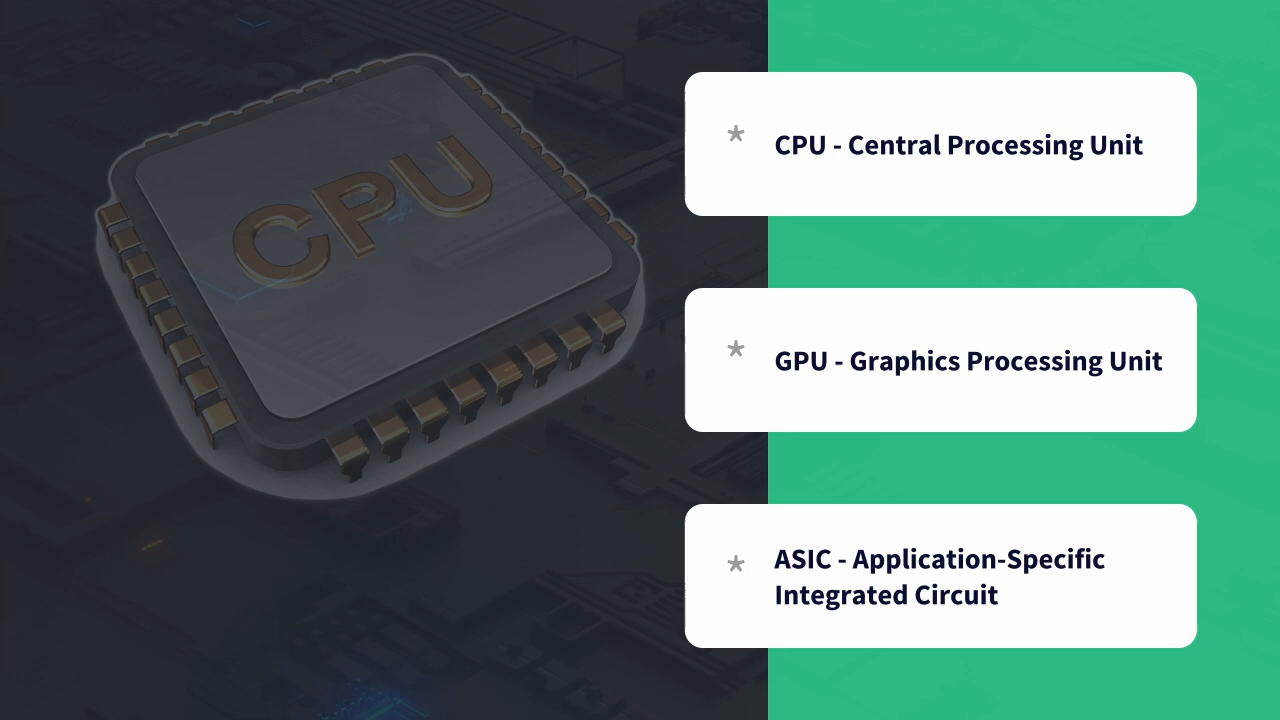 CPU
* CPU - Central Processing Unit
* GPU - Graphics Processing Unit
* ASIC - Application-Specific
Integrated Circuit